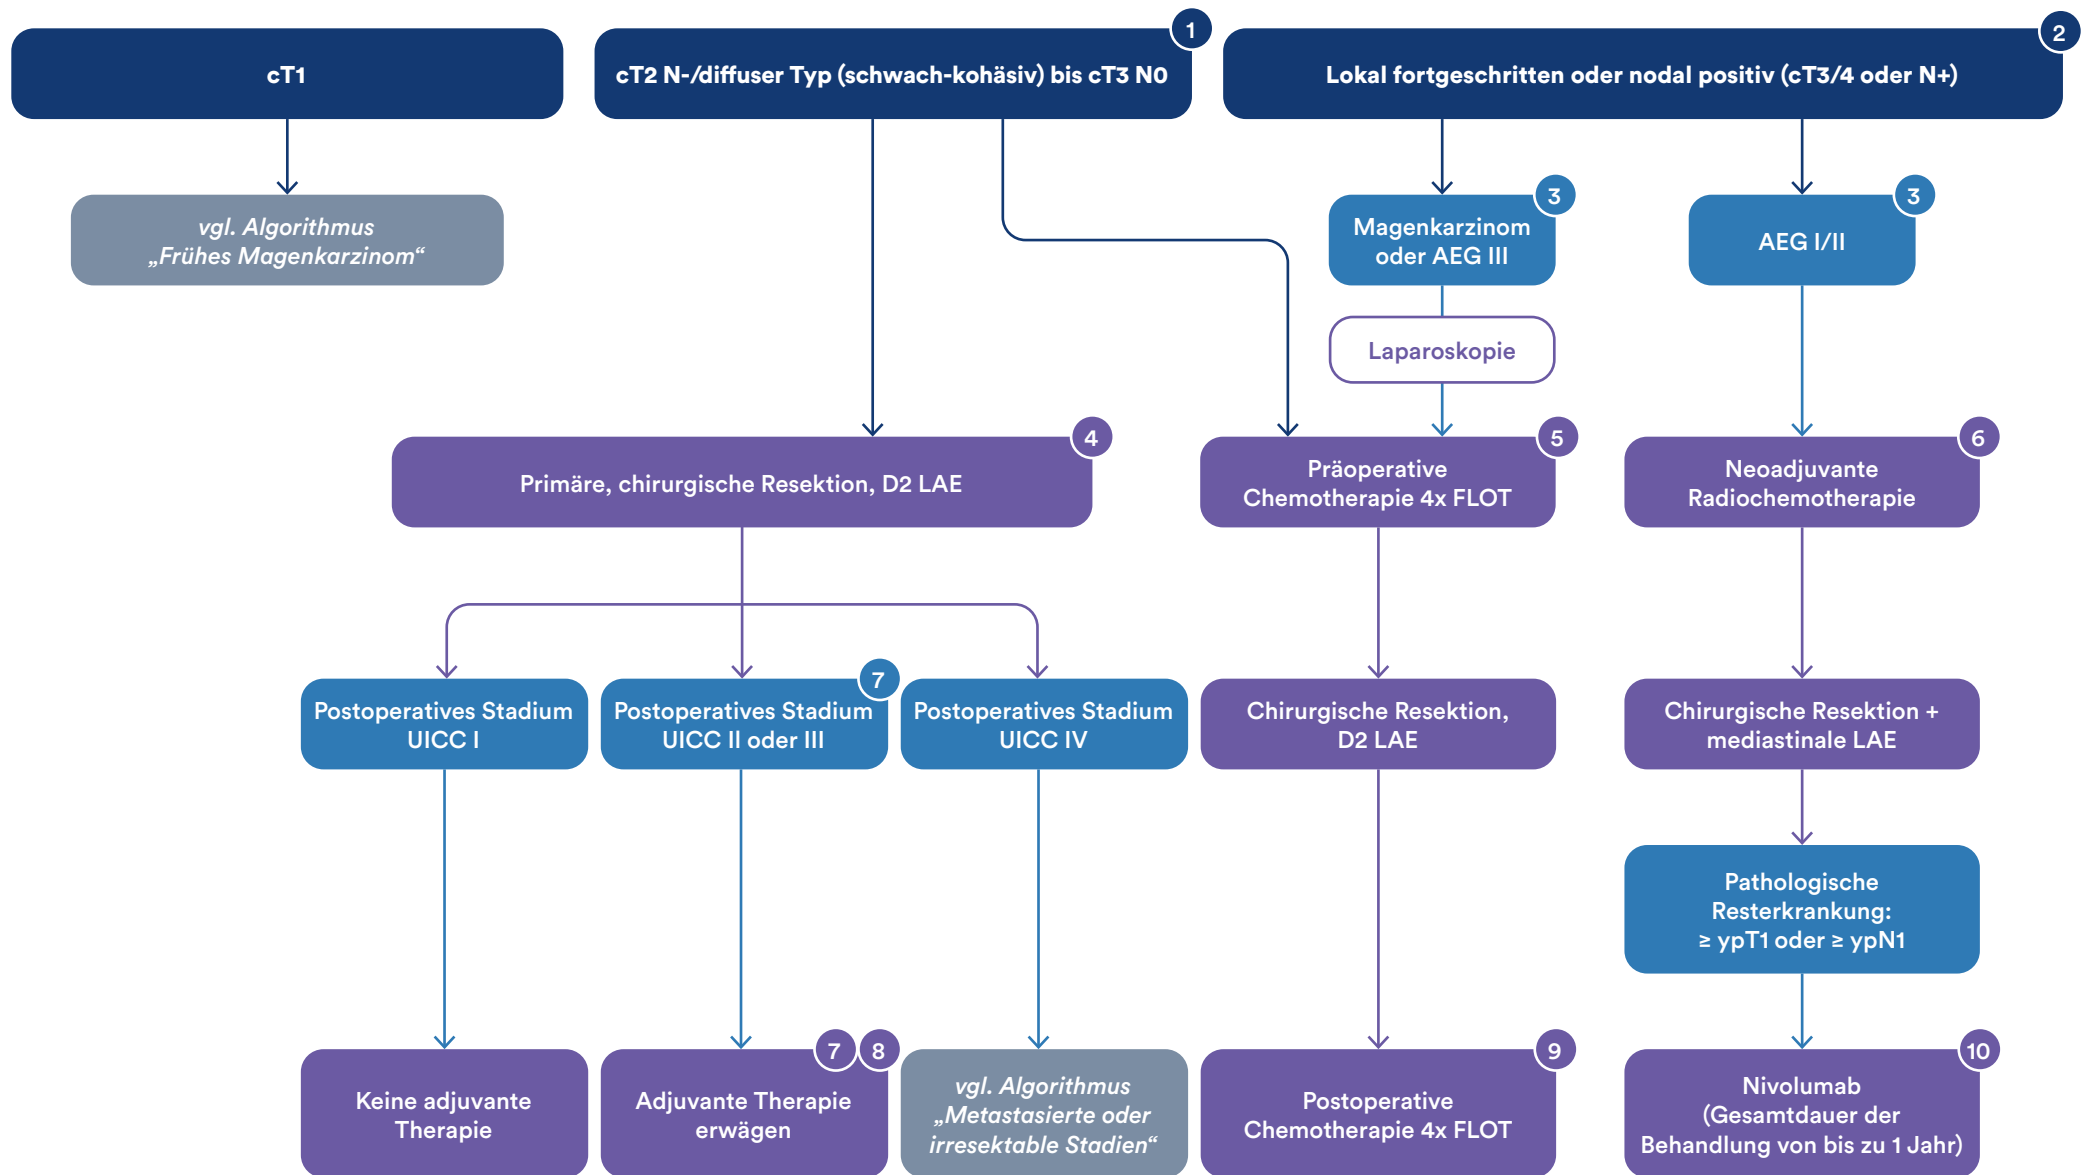 cT1
1
cT2 N-/diffuser Typ (schwach-kohäsiv) bis cT3 N0
2
Lokal fortgeschritten oder nodal positiv (cT3/4 oder N+)
vgl. Algorithmus
„Frühes Magenkarzinom“
3
Magenkarzinom
oder AEG III
3
AEG I/II
Laparoskopie
4
Primäre, chirurgische Resektion, D2 LAE
5
Präoperative
Chemotherapie 4x FLOT
6
Neoadjuvante
Radiochemotherapie
Postoperatives Stadium
UICC I
7
Postoperatives Stadium
UICC II oder III
Postoperatives Stadium
UICC IV
Chirurgische Resektion,
D2 LAE
Chirurgische Resektion +
mediastinale LAE
Pathologische
Resterkrankung:
≥ ypT1 oder ≥ ypN1
Keine adjuvante
Therapie
7 8
Adjuvante Therapie
erwägen
vgl. Algorithmus
„Metastasierte oder
irresektable Stadien“
9
Postoperative
Chemotherapie 4x FLOT
10
Nivolumab
(Gesamtdauer der
Behandlung von bis zu 1 Jahr)